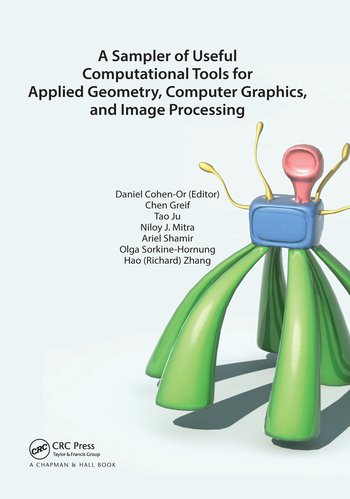 A Sampler of Useful
Computational Tools for
Applied Geometry, Computer Graphics,
and Image Processing
Daniel Cohen-Or (Editor)
Chen Greif
Tao Ju
Niloy J. Mitra
Ariel Shamir
Olga Sorkine-Hornung
Hao (Richard) Zhang
CRC
CRC Press
Taylor & Francis Group
A CHAPMAN & HALL BOOK